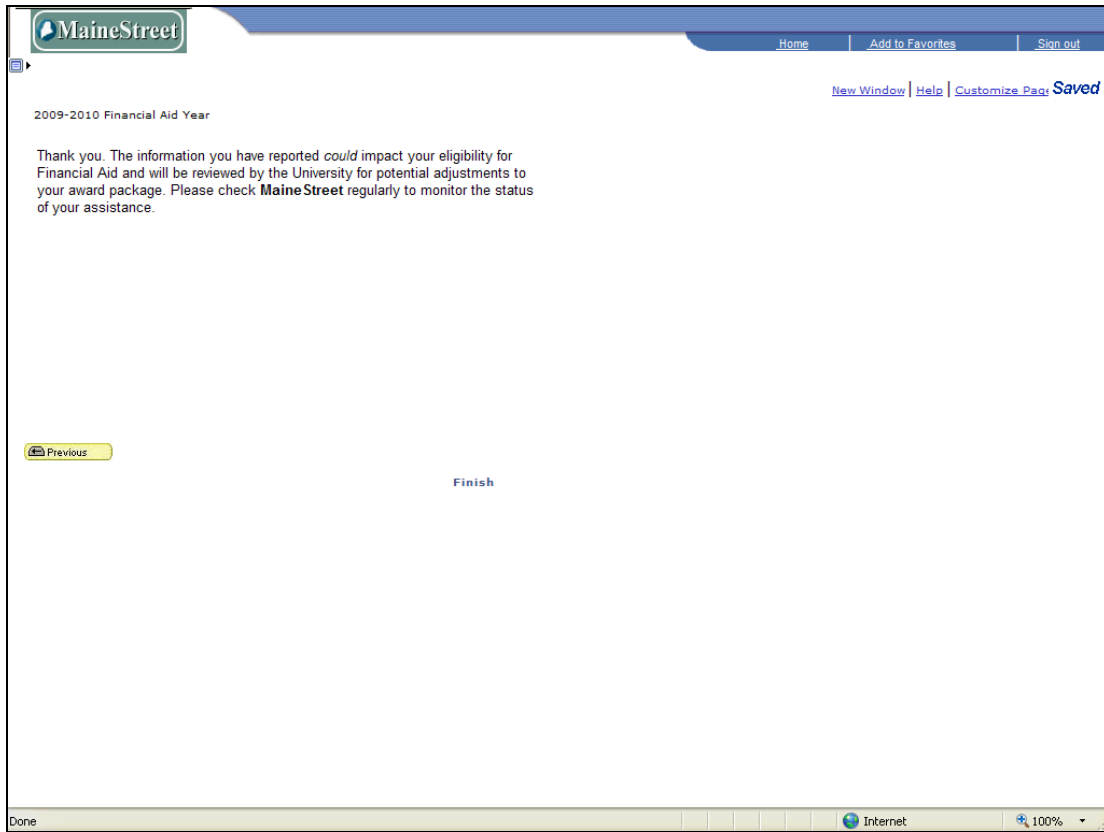 MaineStreet
Home Add to Favorites Sign out
New Window Help Customize Page Saved
2009-2010 Financial Aid Year
Thank you. The information you have reported could impact your eligibility for
Financial Aid and will be reviewed by the University for potential adjustments to
your award package. Please check MaineStreet regularly to monitor the status
of your assistance.
Previous
Finish
Done Internet 100%